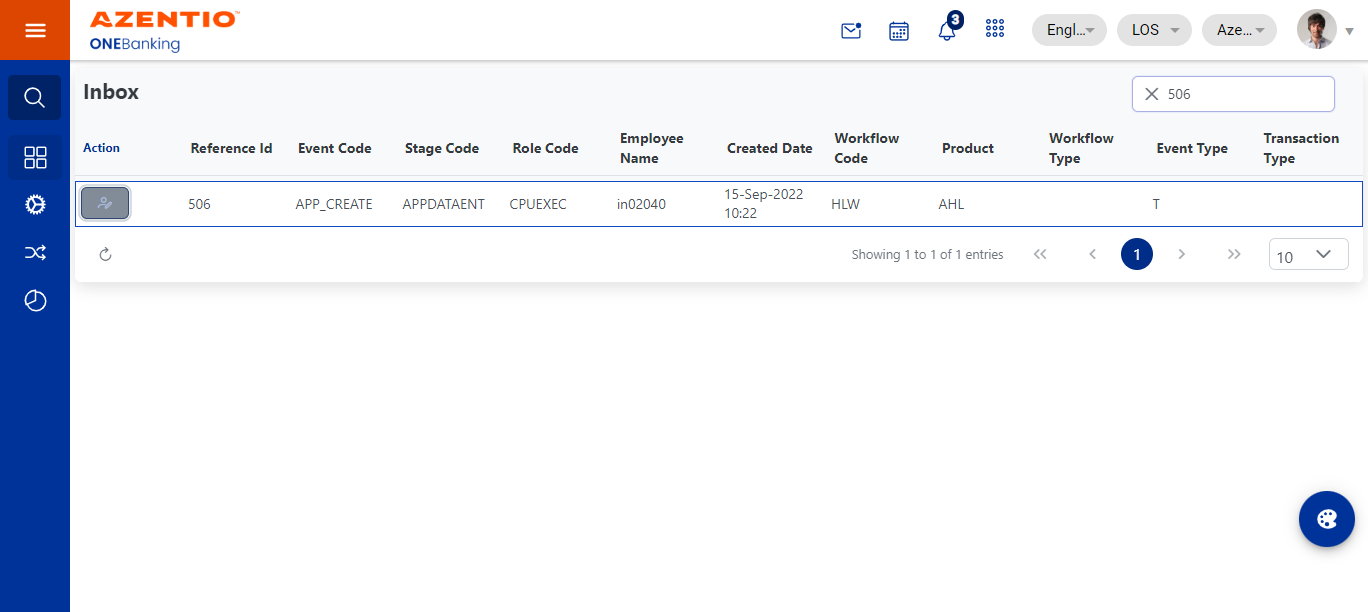 AZENTIO™
ONEBanking
3
Engl...
LOS
Aze...
Inbox
506
Action
Reference Id
Event Code
Stage Code
Role Code
Employee
Name
Created Date
Workflow
Code
Product
Workflow
Type
Event Type
Transaction
Type
506
APP_CREATE
APPDATAENT
CPUEXEC
in02040
15-Sep-2022
10:22
HLW
AHL
T
Showing 1 to 1 of 1 entries
1
10